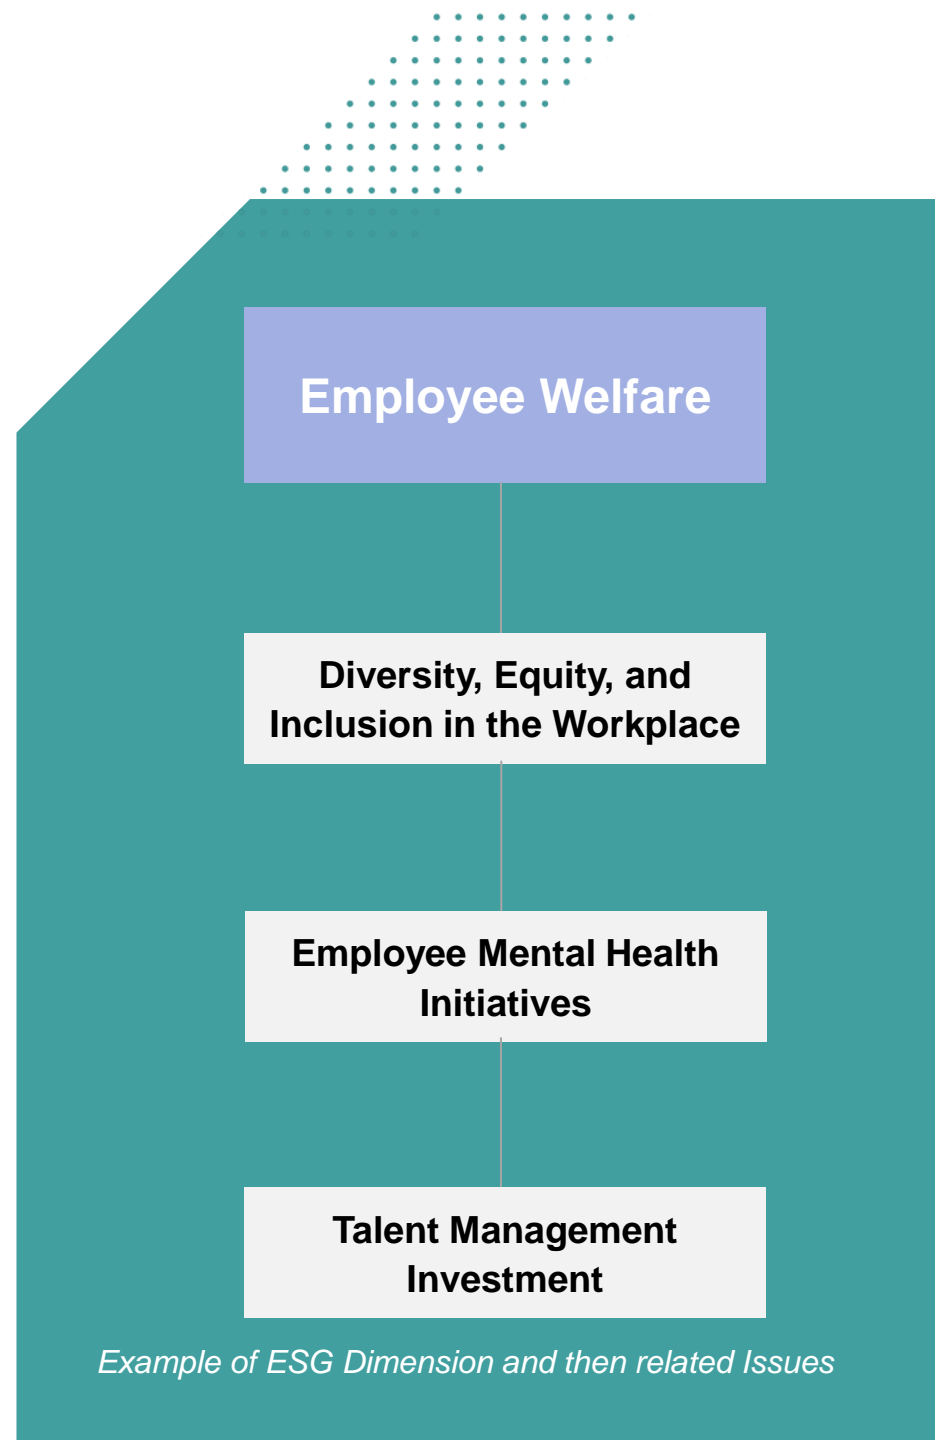 Employee Welfare
Diversity, Equity, and
Inclusion in the Workplace
Employee Mental Health
Initiatives
Talent Management
Investment
Example of ESG Dimension and then related Issues